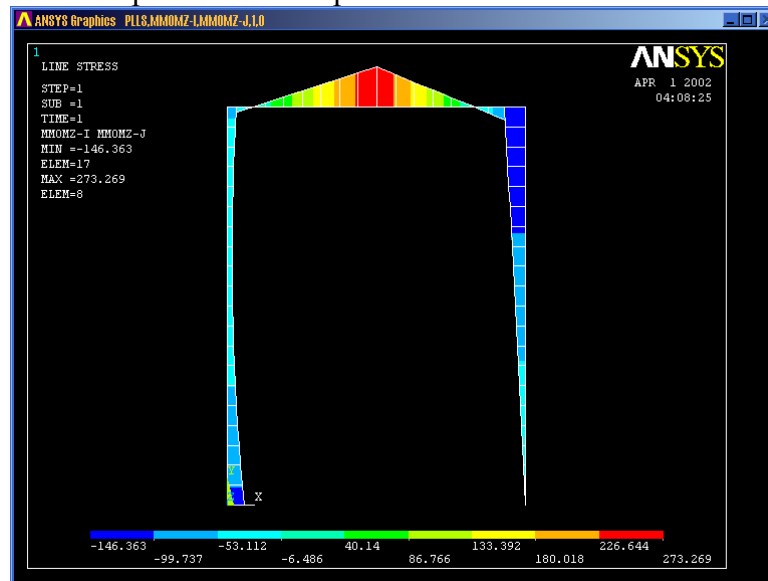 ANSYS Graphics PLLS,MMOMZ-I,MMOMZ-J,1,0
1
LINE STRESS
STEP=1
SUB =1
TIME=1
MMOMZ-I MMOMZ-J
MIN =-146.363
ELEM=17
MAX =273.269
ELEM=8
ANSYS
APR 1 2002
04:08:25
Y
X
-146.363 -53.112 40.14 133.392 226.644
-99.737 -6.486 86.766 180.018 273.269